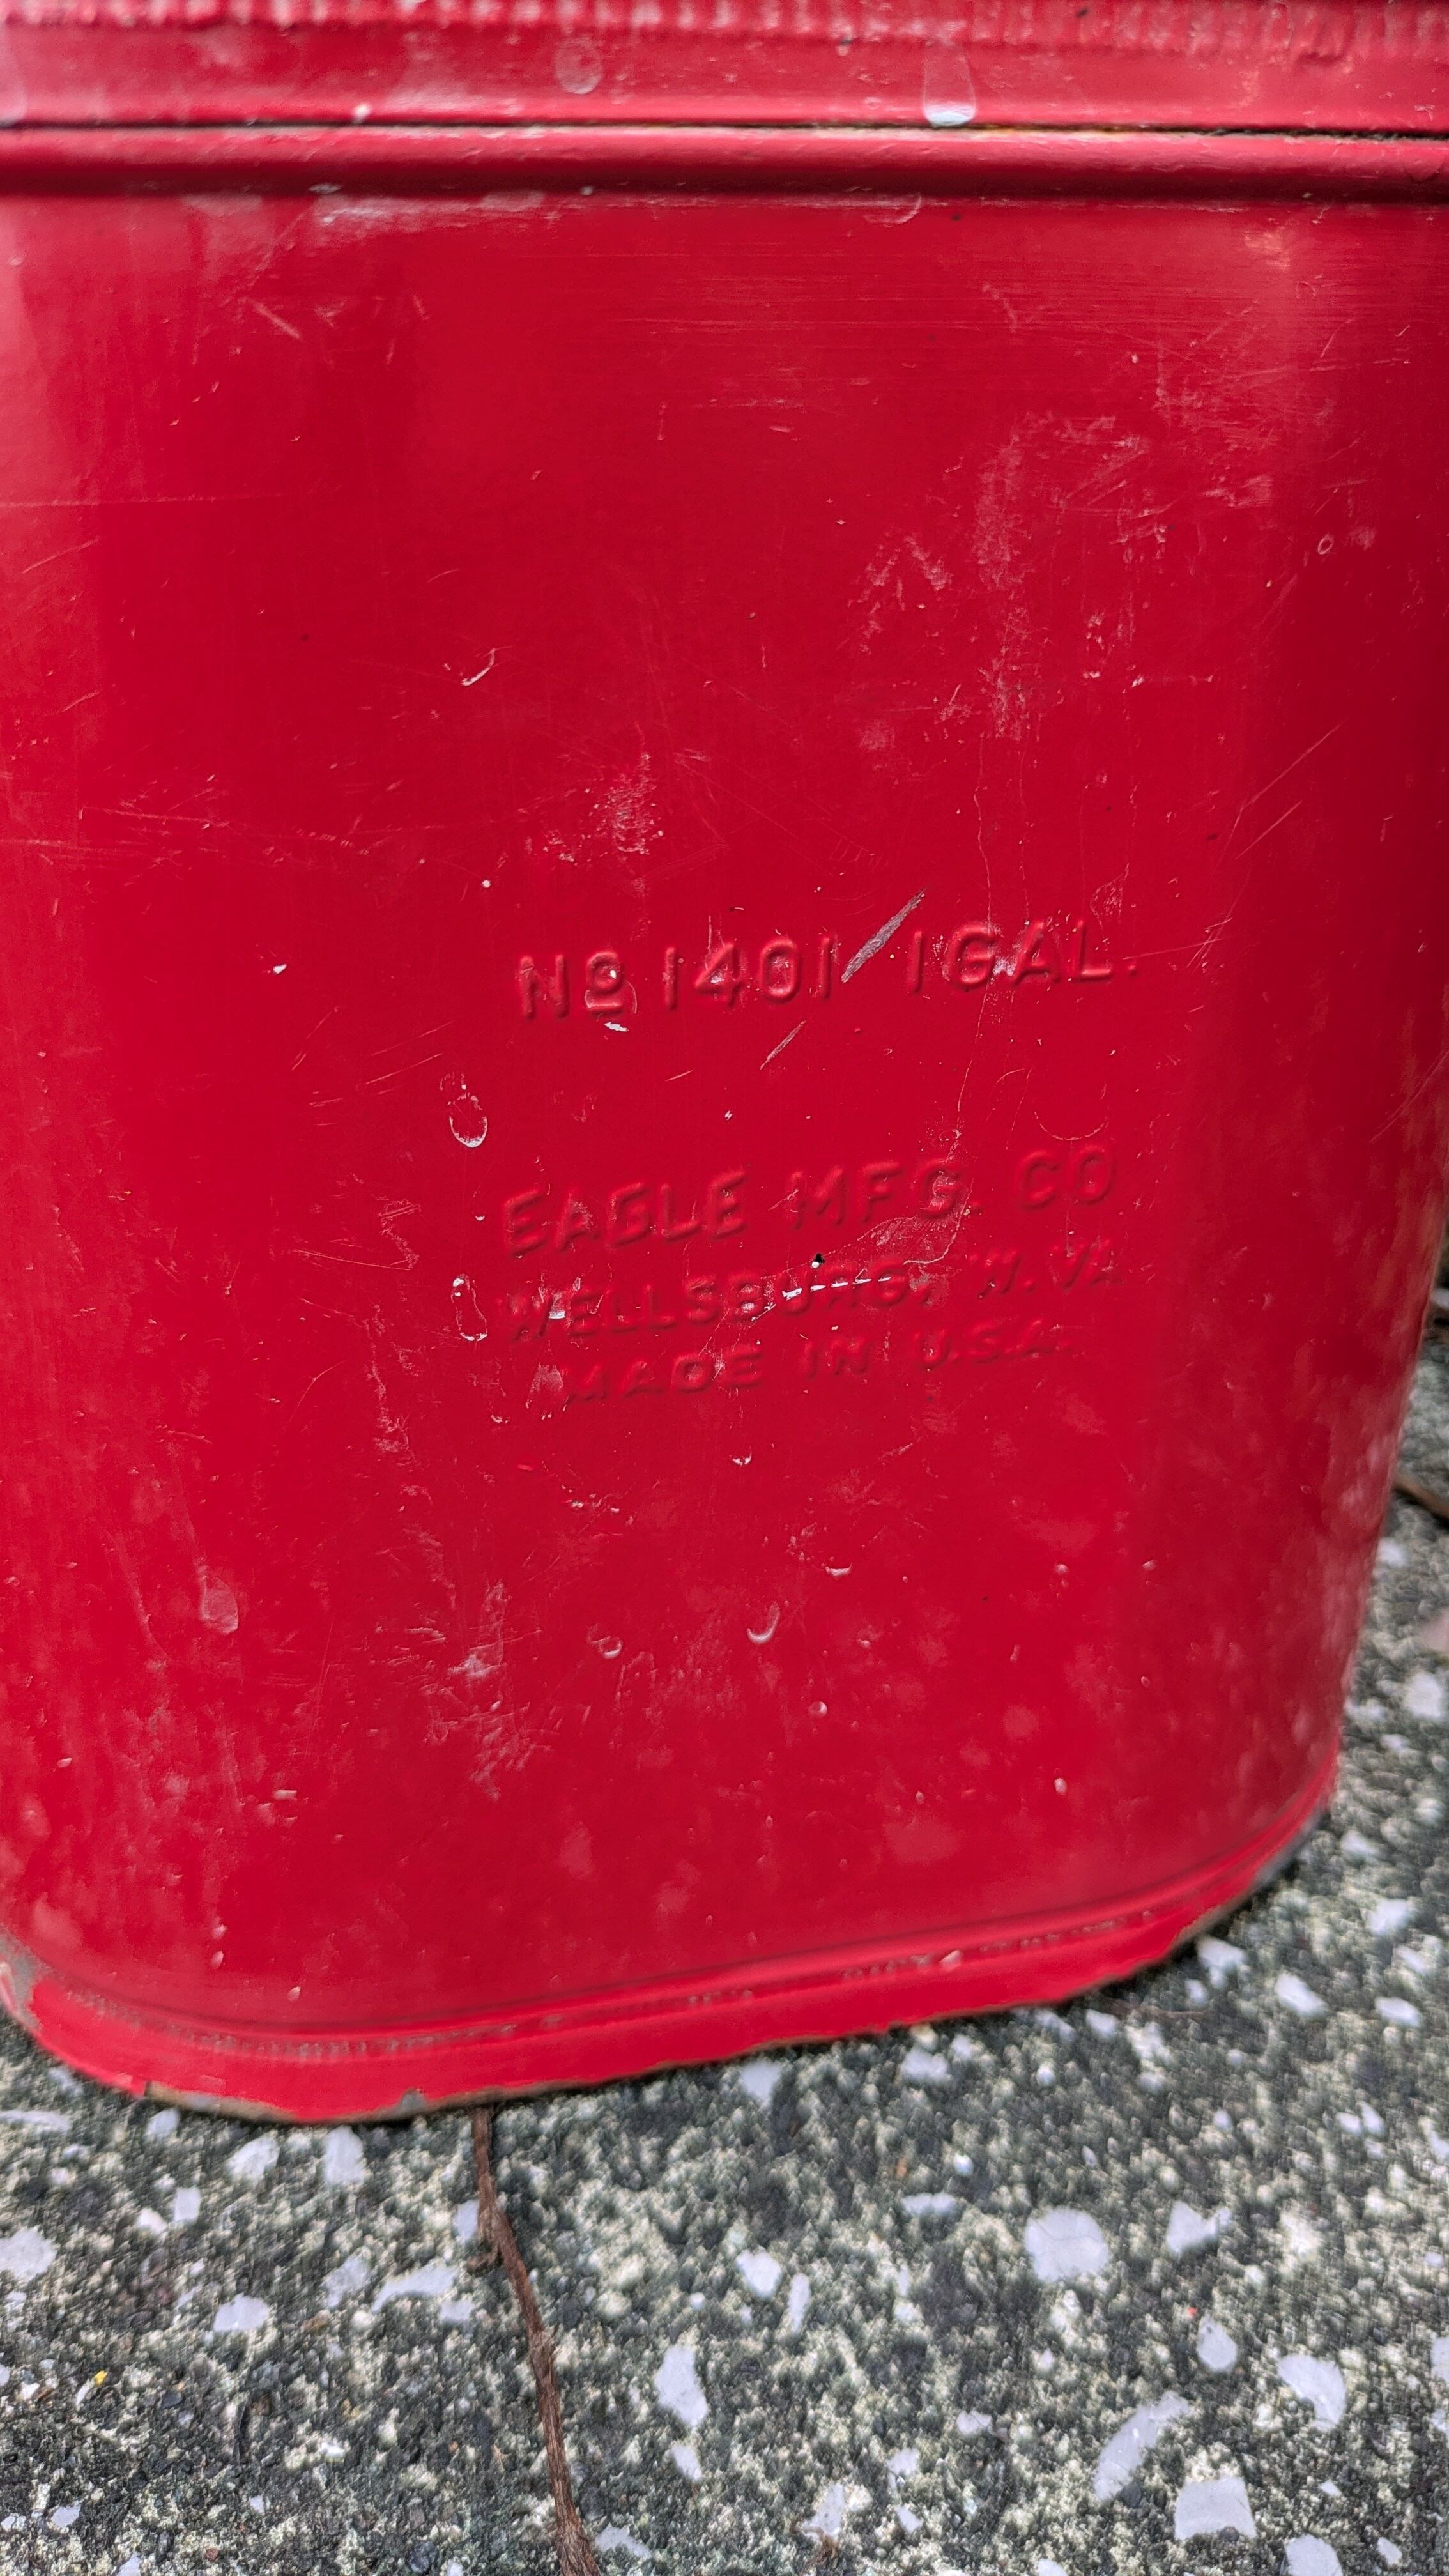 Nº 1401 1 GAL.
EAGLE MFG. CO
WELLSBURG, W. VA
MADE IN U.S.A.